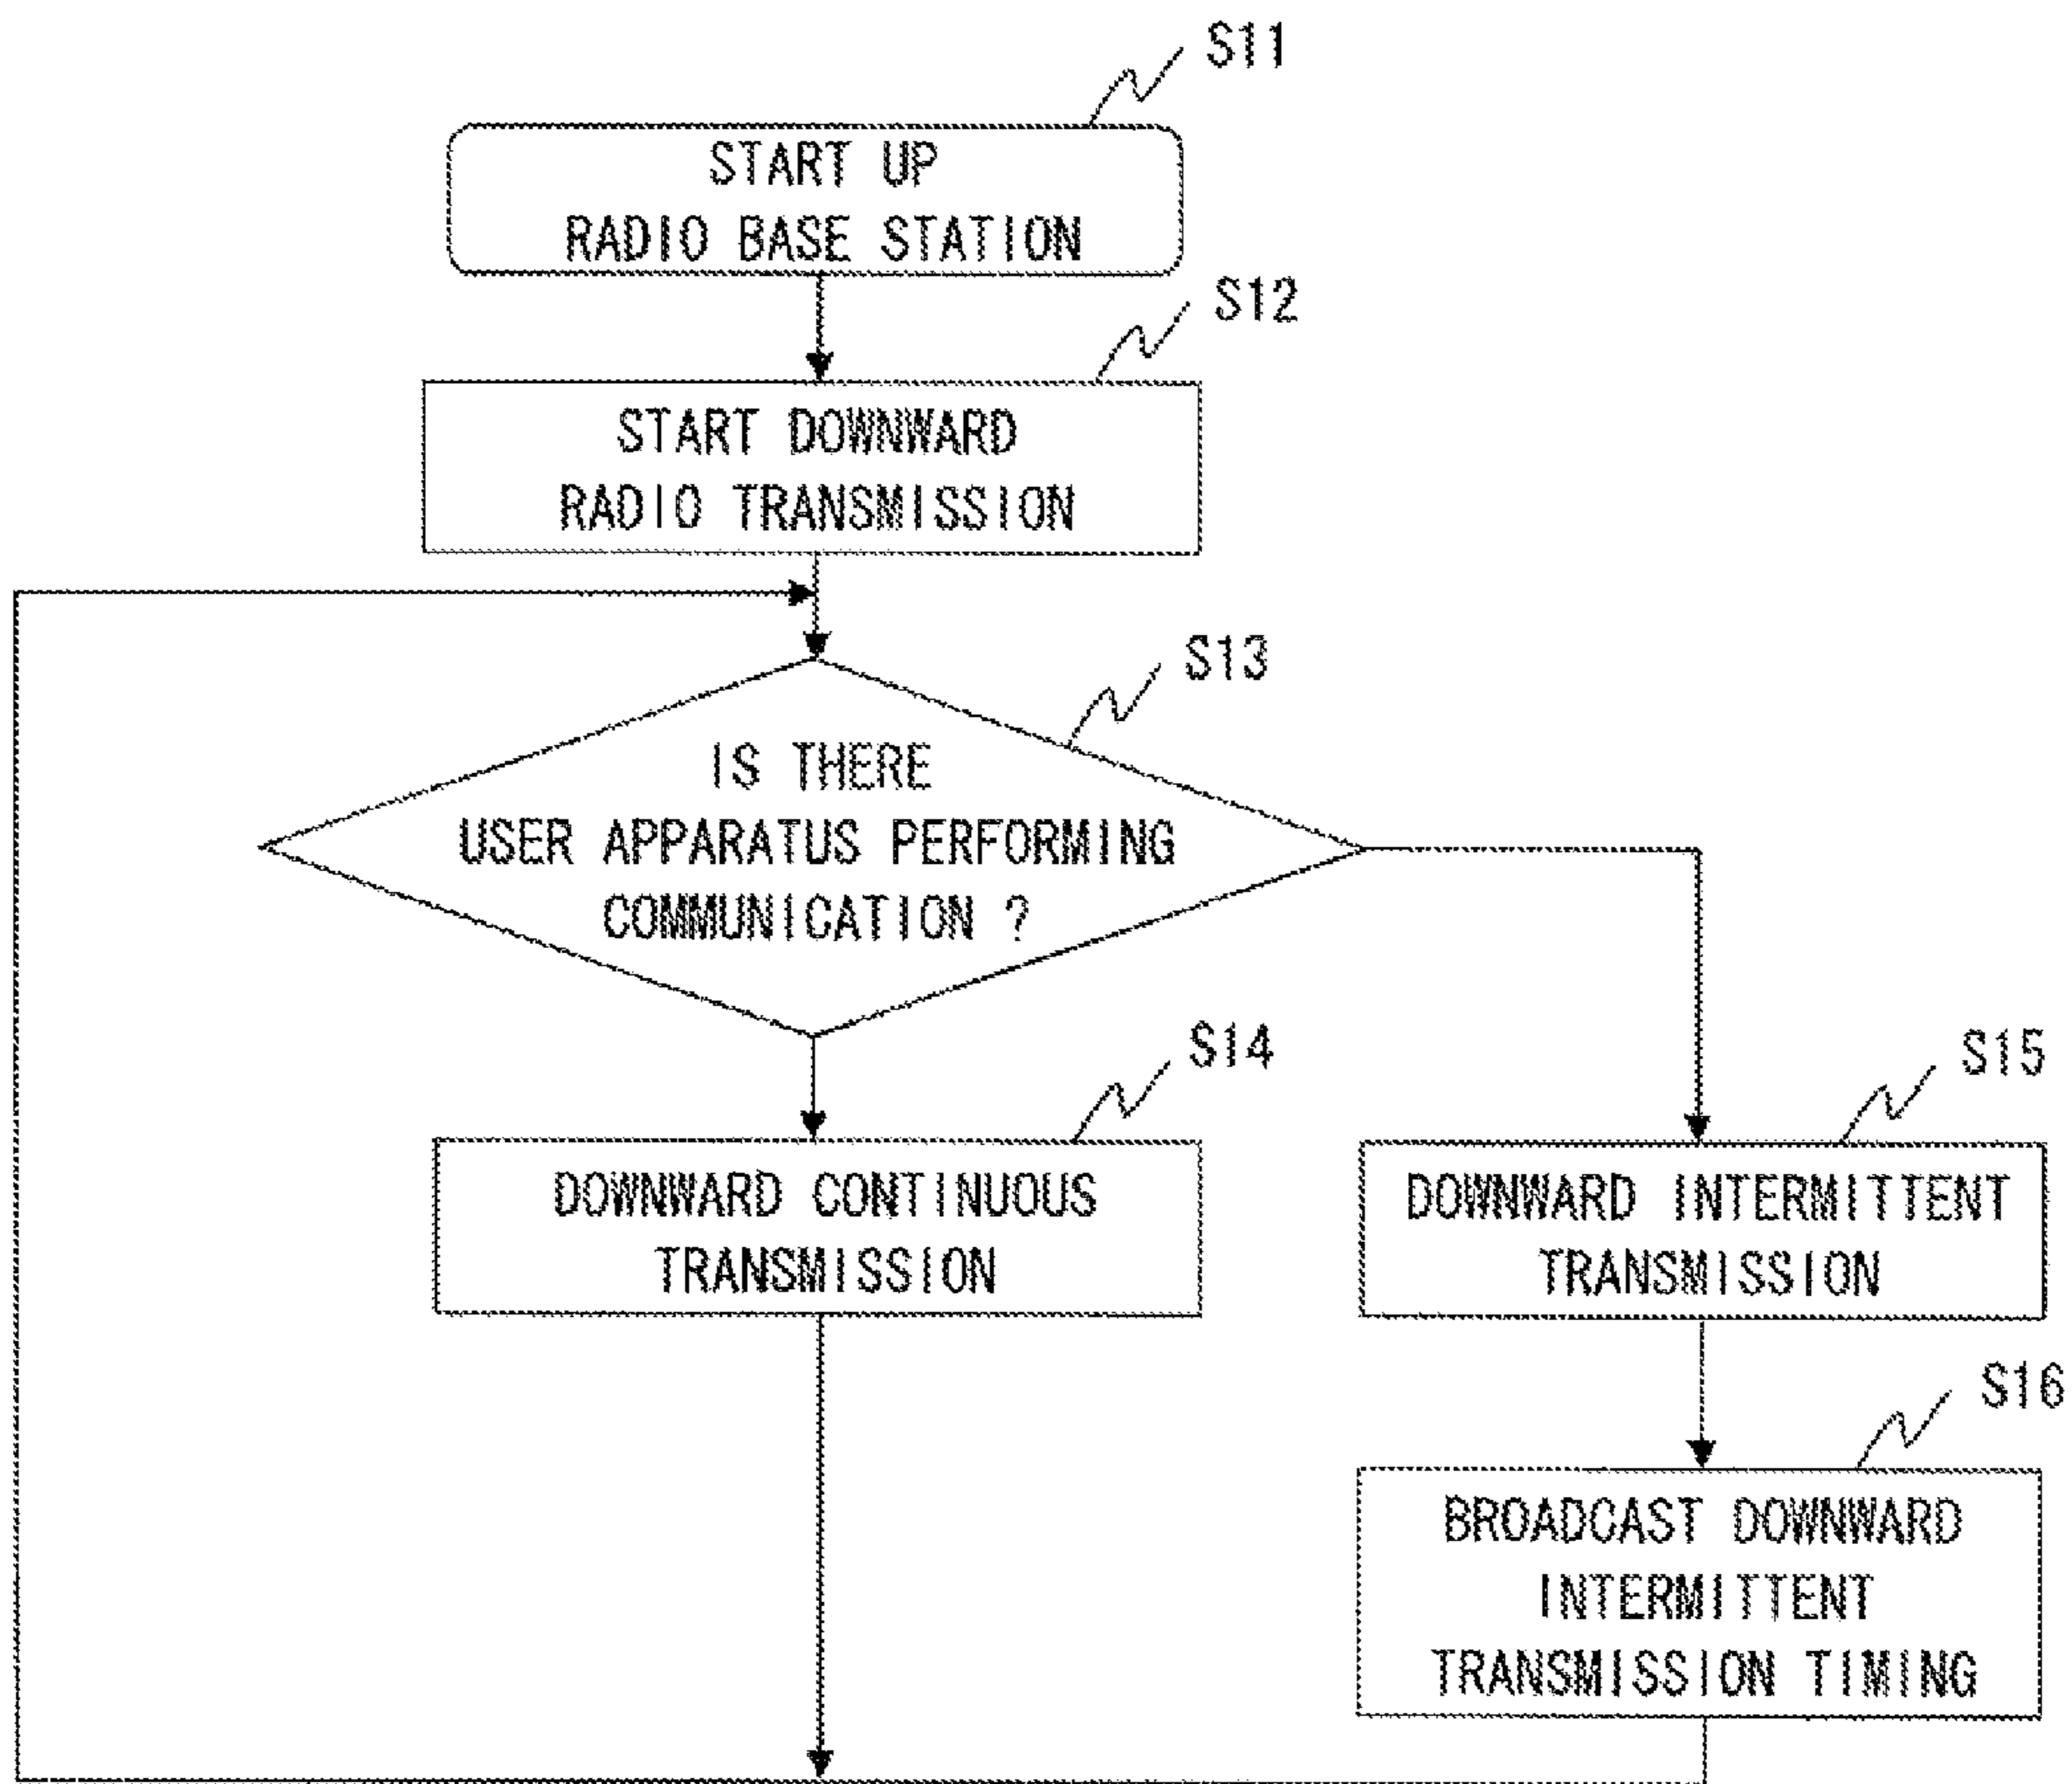 S11
START UP
RADIO BASE STATION
S12
START DOWNWARD
RADIO TRANSMISSION
S13
IS THERE
USER APPARATUS PERFORMING
COMMUNICATION ?
S14
DOWNWARD CONTINUOUS
TRANSMISSION
S15
DOWNWARD INTERMITTENT
TRANSMISSION
S16
BROADCAST DOWNWARD
INTERMITTENT
TRANSMISSION TIMING